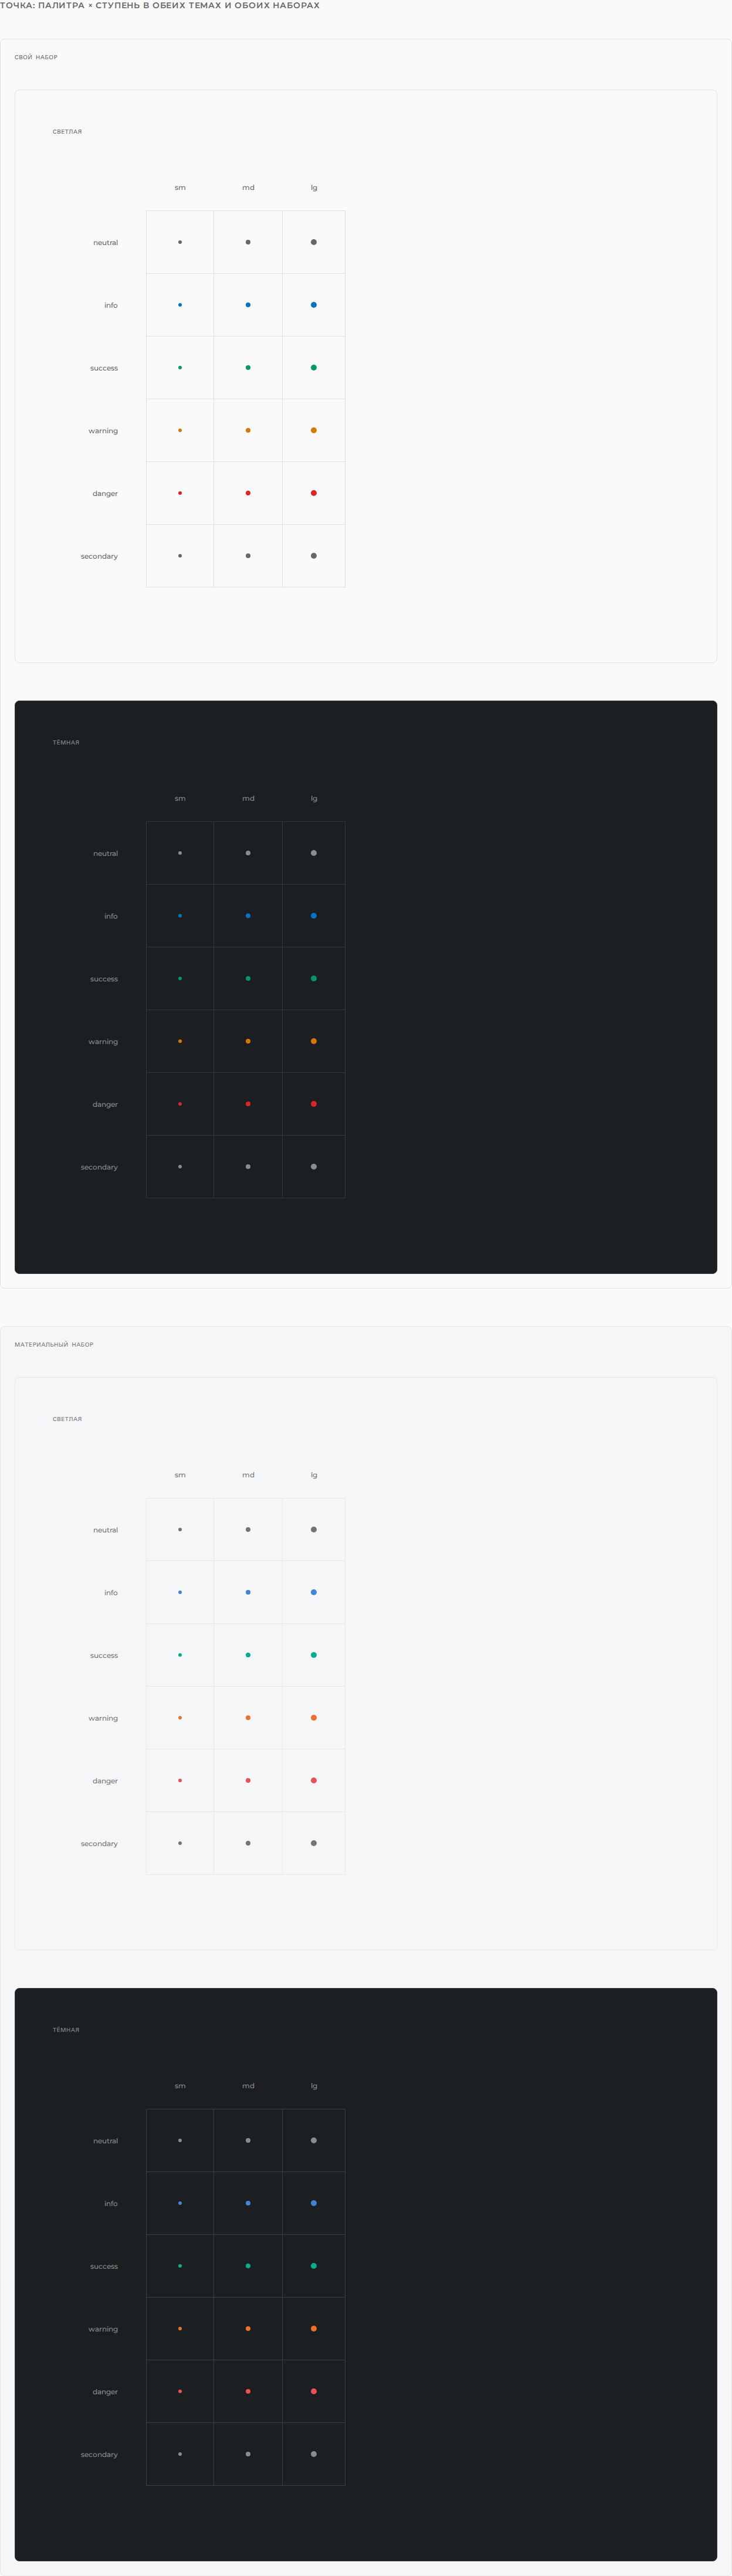 ТОЧКА: ПАЛИТРА × СТУПЕНЬ В ОБЕИХ ТЕМАХ И ОБОИХ НАБОРАХ
СВОЙ НАБОР
СВЕТЛАЯ
sm md lg
neutral
info
success
warning
danger
secondary
ТЁМНАЯ
sm md lg
neutral
info
success
warning
danger
secondary
МАТЕРИАЛЬНЫЙ НАБОР
СВЕТЛАЯ
sm md lg
neutral
info
success
warning
danger
secondary
ТЁМНАЯ
sm md lg
neutral
info
success
warning
danger
secondary